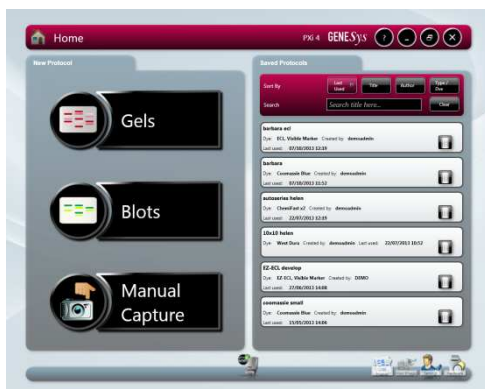 Home
PXi 4 GENESys ?
New Protocol
Gels
Blots
Manual
Capture
Saved Protocols
Sort By
Last
Used
Title
Author
Type /
Dye
Search
Search title here...
Clear
barbara ecl
Dye: ECL, Visible Marker Created by: demoadmin
Last used: 07/10/2013 12:19
barbara
Dye: Coomassie Blue Created by: demoadmin
Last used: 07/10/2013 11:52
autoseries helen
Dye: ChemiFast x2 Created by: demoadmin
Last used: 22/07/2013 12:19
10x10 helen
Dye: West Dura Created by: demoadmin Last used: 22/07/2013 10:52
EZ-ECL develop
Dye: EZ-ECL, Visible Marker Created by: DEMO
Last used: 27/06/2013 14:08
coomassie small
Dye: Coomassie Blue Created by: demoadmin
Last used: 15/05/2013 14:06